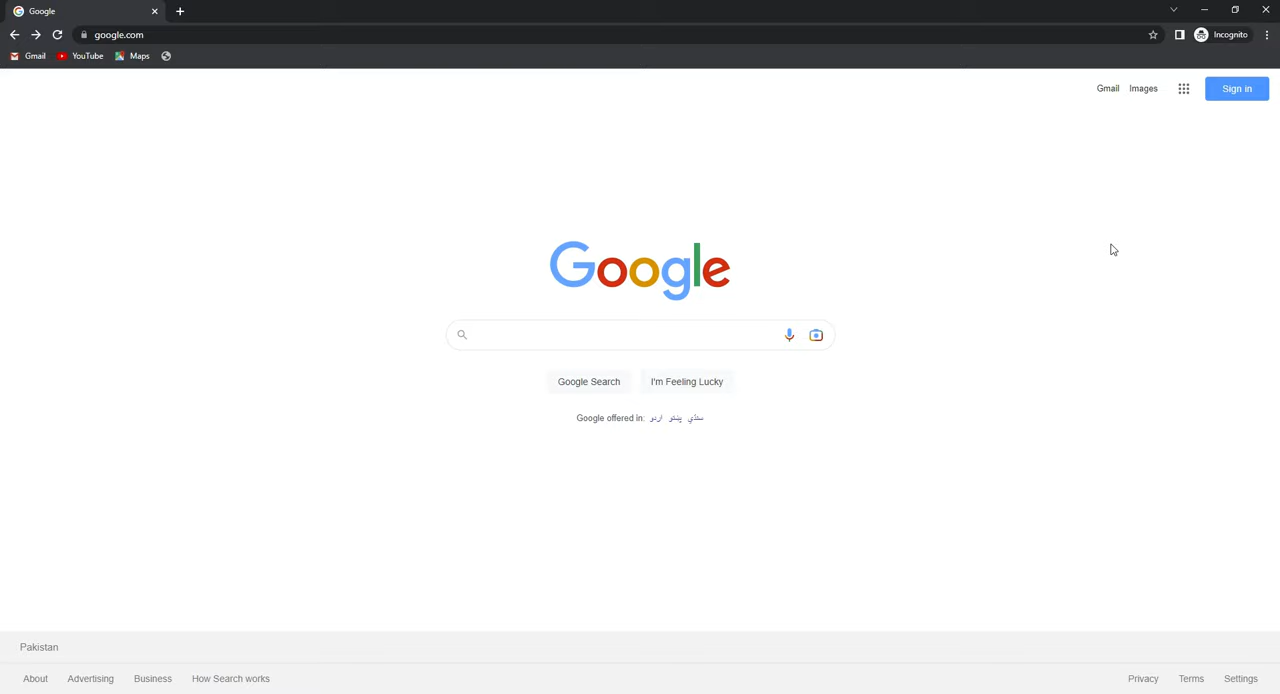 Google
google.com
Incognito
Gmail
YouTube
Maps
Gmail
Images
Sign in
Google
Google Search
I'm Feeling Lucky
Google offered in: اردو پښتو سنڌي
Pakistan
About
Advertising
Business
How Search works
Privacy
Terms
Settings